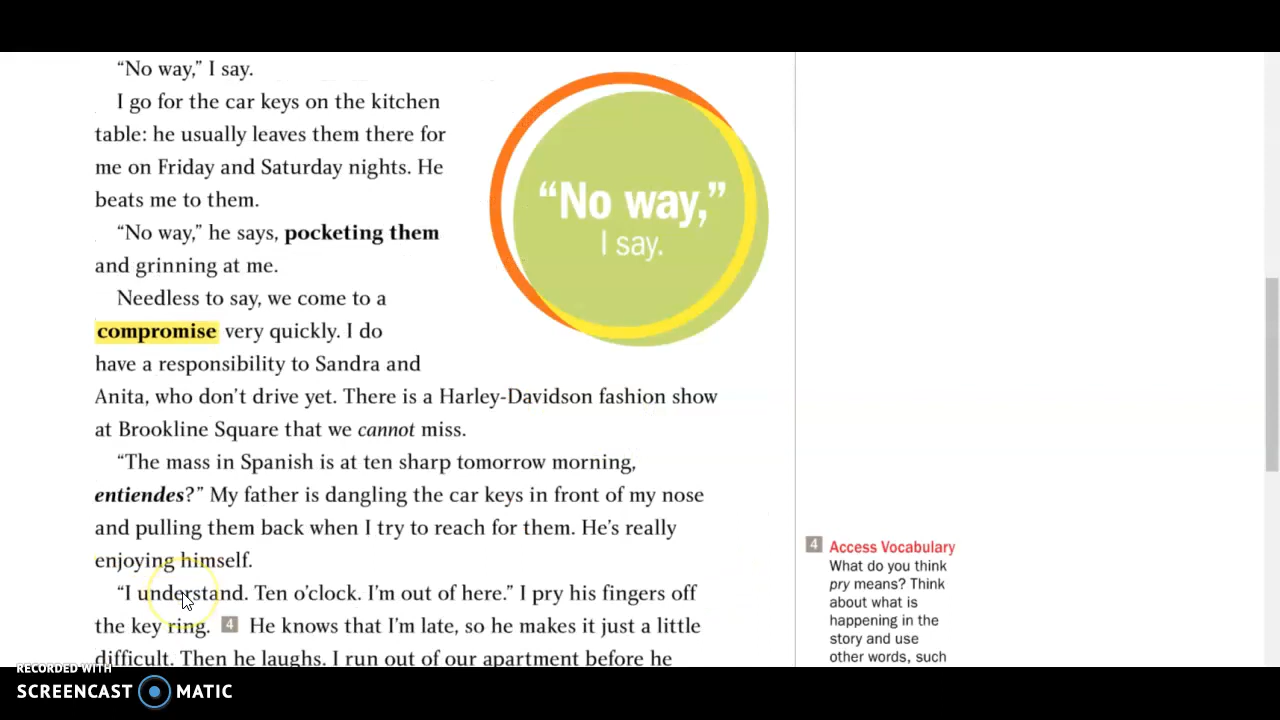 “No way,” I say.
I go for the car keys on the kitchen
table: he usually leaves them there for
me on Friday and Saturday nights. He
beats me to them.
“No way,” he says, pocketing them
and grinning at me.
Needless to say, we come to a
compromise very quickly. I do
have a responsibility to Sandra and
Anita, who don’t drive yet. There is a Harley-Davidson fashion show
at Brookline Square that we cannot miss.
“The mass in Spanish is at ten sharp tomorrow morning,
entiendes?” My father is dangling the car keys in front of my nose
and pulling them back when I try to reach for them. He’s really
enjoying himself.
“I understand. Ten o’clock. I’m out of here.” I pry his fingers off
the key ring. 4 He knows that I’m late, so he makes it just a little
difficult. Then he laughs. I run out of our apartment before he
“No way,”
I say.
4 Access Vocabulary
What do you think
pry means? Think
about what is
happening in the
story and use
other words, such
RECORDED WITH
SCREENCAST MATIC